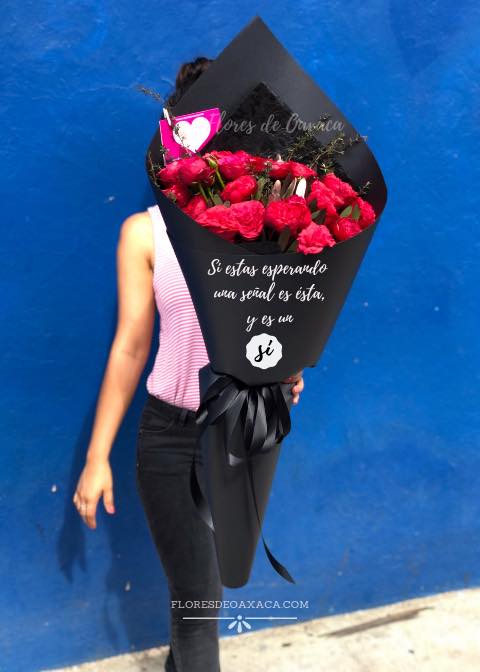 Flores de Oaxaca
Si estas esperando
una señal es ésta,
y es un
sí
FLORESDEOAXACA.COM